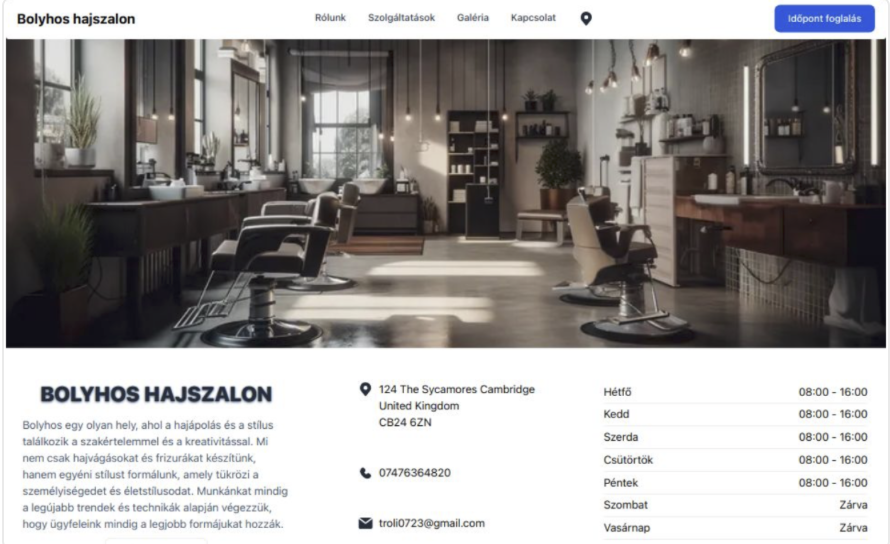 Bolyhos hajszalon
Rólunk Szolgáltatások Galéria Kapcsolat
Időpont foglalás
BOLYHOS HAJSZALON
Bolyhos egy olyan hely, ahol a hajápolás és a stílus
találkozik a szakértelemmel és a kreativitással. Mi
nem csak hajvágásokat és frizurákat készítünk,
hanem egyéni stílust formálunk, amely tükrözi a
személyiségedet és életstílusodat. Munkánkat mindig
a legújabb trendek és technikák alapján végezzük,
hogy ügyfeleink mindig a legjobb formájukat hozzák.
124 The Sycamores Cambridge
United Kingdom
CB24 6ZN
07476364820
troli0723@gmail.com
Hétfő 08:00 - 16:00
Kedd 08:00 - 16:00
Szerda 08:00 - 16:00
Csütörtök 08:00 - 16:00
Péntek 08:00 - 16:00
Szombat Zárva
Vasárnap Zárva